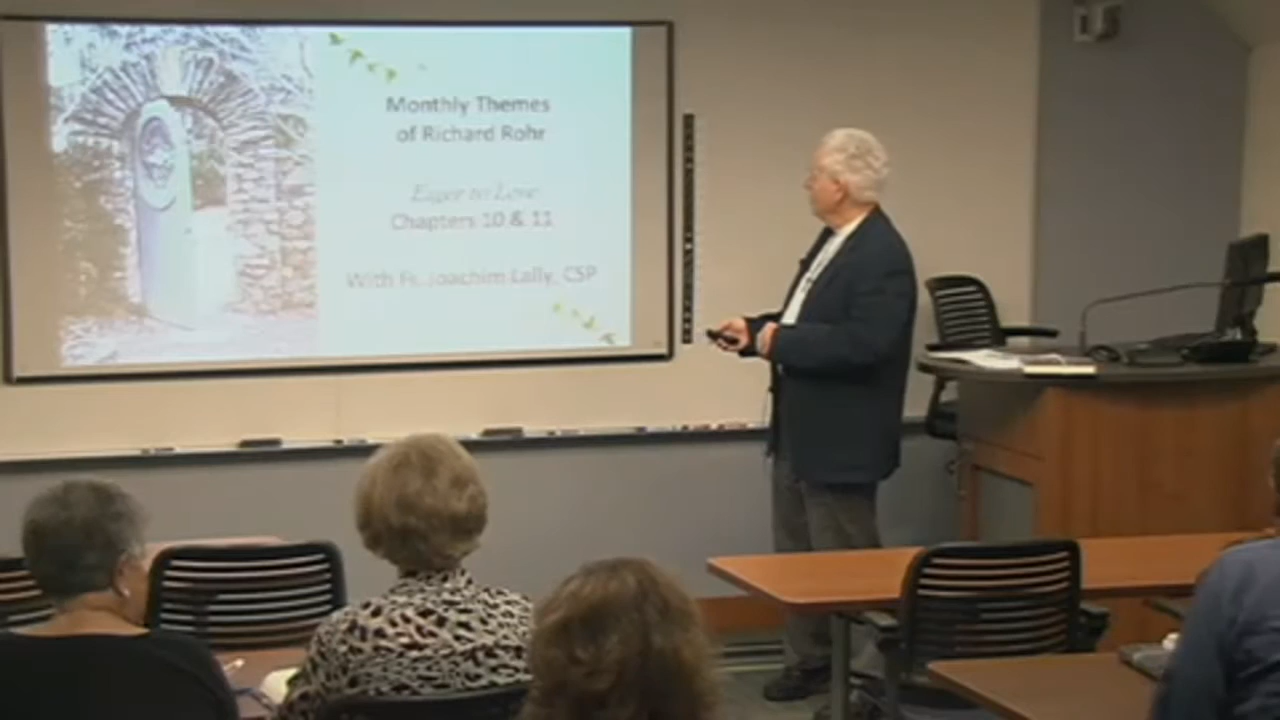 Monthly Themes
of Richard Rohr
Eager to Love
Chapters 10 & 11
With Fr. Joachim Lally, CSP